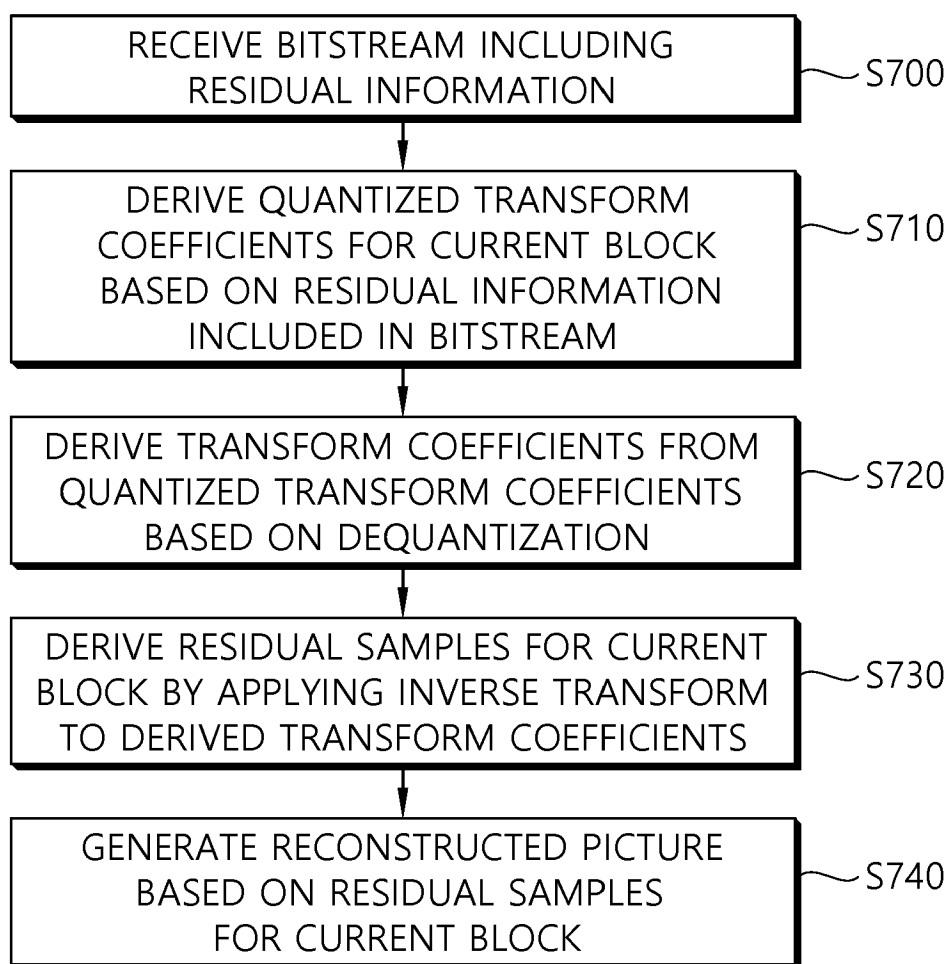 RECEIVE BITSTREAM INCLUDING
RESIDUAL INFORMATION
S700
DERIVE QUANTIZED TRANSFORM
COEFFICIENTS FOR CURRENT BLOCK
BASED ON RESIDUAL INFORMATION
INCLUDED IN BITSTREAM
S710
DERIVE TRANSFORM COEFFICIENTS FROM
QUANTIZED TRANSFORM COEFFICIENTS
BASED ON DEQUANTIZATION
S720
DERIVE RESIDUAL SAMPLES FOR CURRENT
BLOCK BY APPLYING INVERSE TRANSFORM
TO DERIVED TRANSFORM COEFFICIENTS
S730
GENERATE RECONSTRUCTED PICTURE
BASED ON RESIDUAL SAMPLES
FOR CURRENT BLOCK
S740